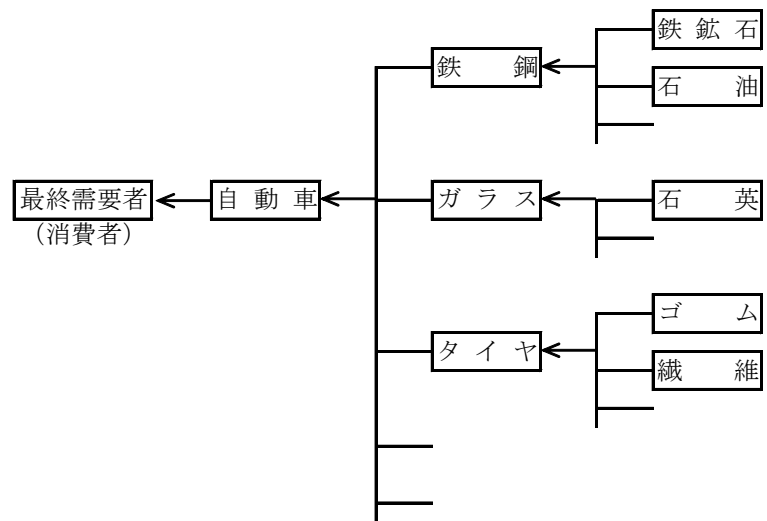 鉄鉱石
鉄鋼
石油
最終需要者
(消費者)
自動車
ガラス
石英
ゴム
タイヤ
繊維